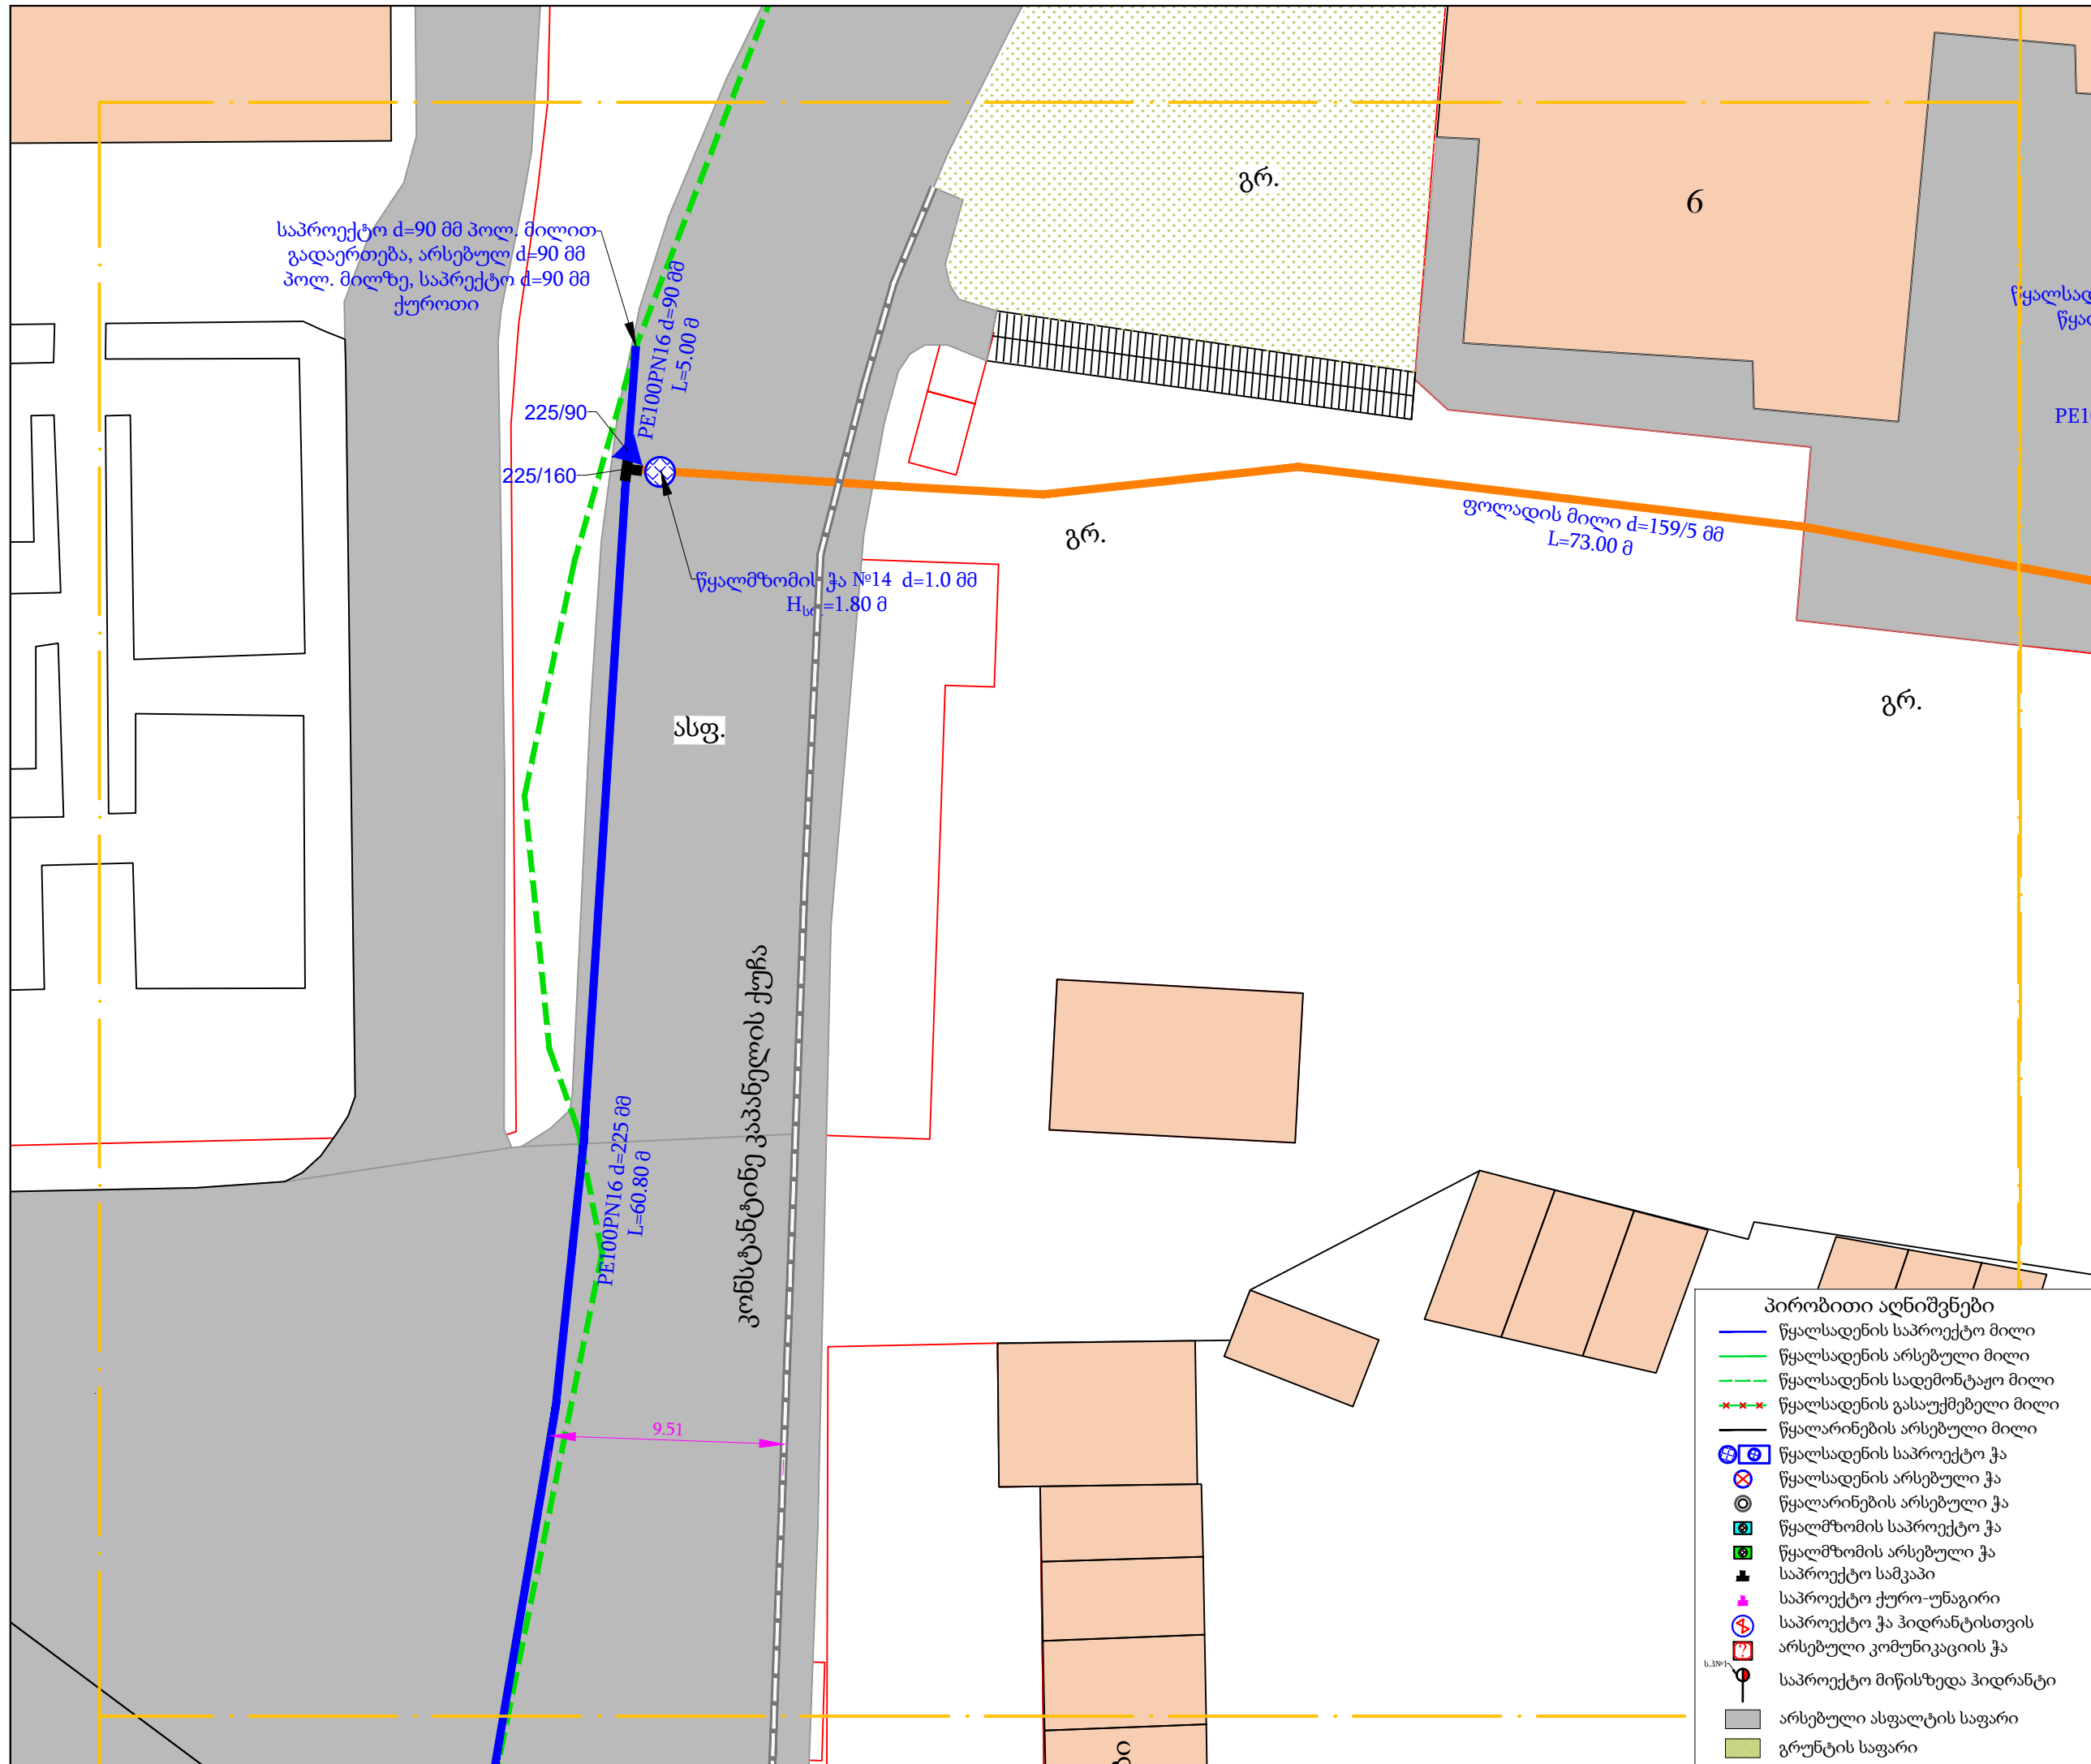 გრ.
6
საპროექტო d=90 მმ პოლ. მილით
გადაერთება, არსებულ d=90 მმ
პოლ. მილზე, საპრექტო d=90 მმ
ქუროთი
PE100PN16 d=90 მმ
L=5.00 მ
225/90
225/160
ფოლადის მილი d=159/5 მმ
L=73.00 მ
გრ.
წყალმზომის ჭა №14 d=1.0 მმ
=1.80 მ
გრ.
ასფ.
კონსტანტინე კაპანელის ქუჩა
PE100PN16 d=225 მმ
L=60.80 მ
9.51
პირობითი აღნიშვნები
წყალსადენის საპროექტო მილი
წყალსადენის არსებული მილი
წყალსადენის სადემონტაჟო მილი
წყალსადენის გასაუქმებელი მილი
წყალარინების არსებული მილი
წყალსადენის საპროექტო ჭა
წყალსადენის არსებული ჭა
წყალარინების არსებული ჭა
წყალმზომის საპროექტო ჭა
წყალმზომის არსებული ჭა
საპროექტო სამკაპი
საპროექტო ქურო-უნაგირი
საპროექტო ჭა ჰიდრანტისთვის
არსებული კომუნიკაციის ჭა
საპროექტო მიწისზედა ჰიდრანტი
არსებული ასფალტის საფარი
გრუნტის საფარი